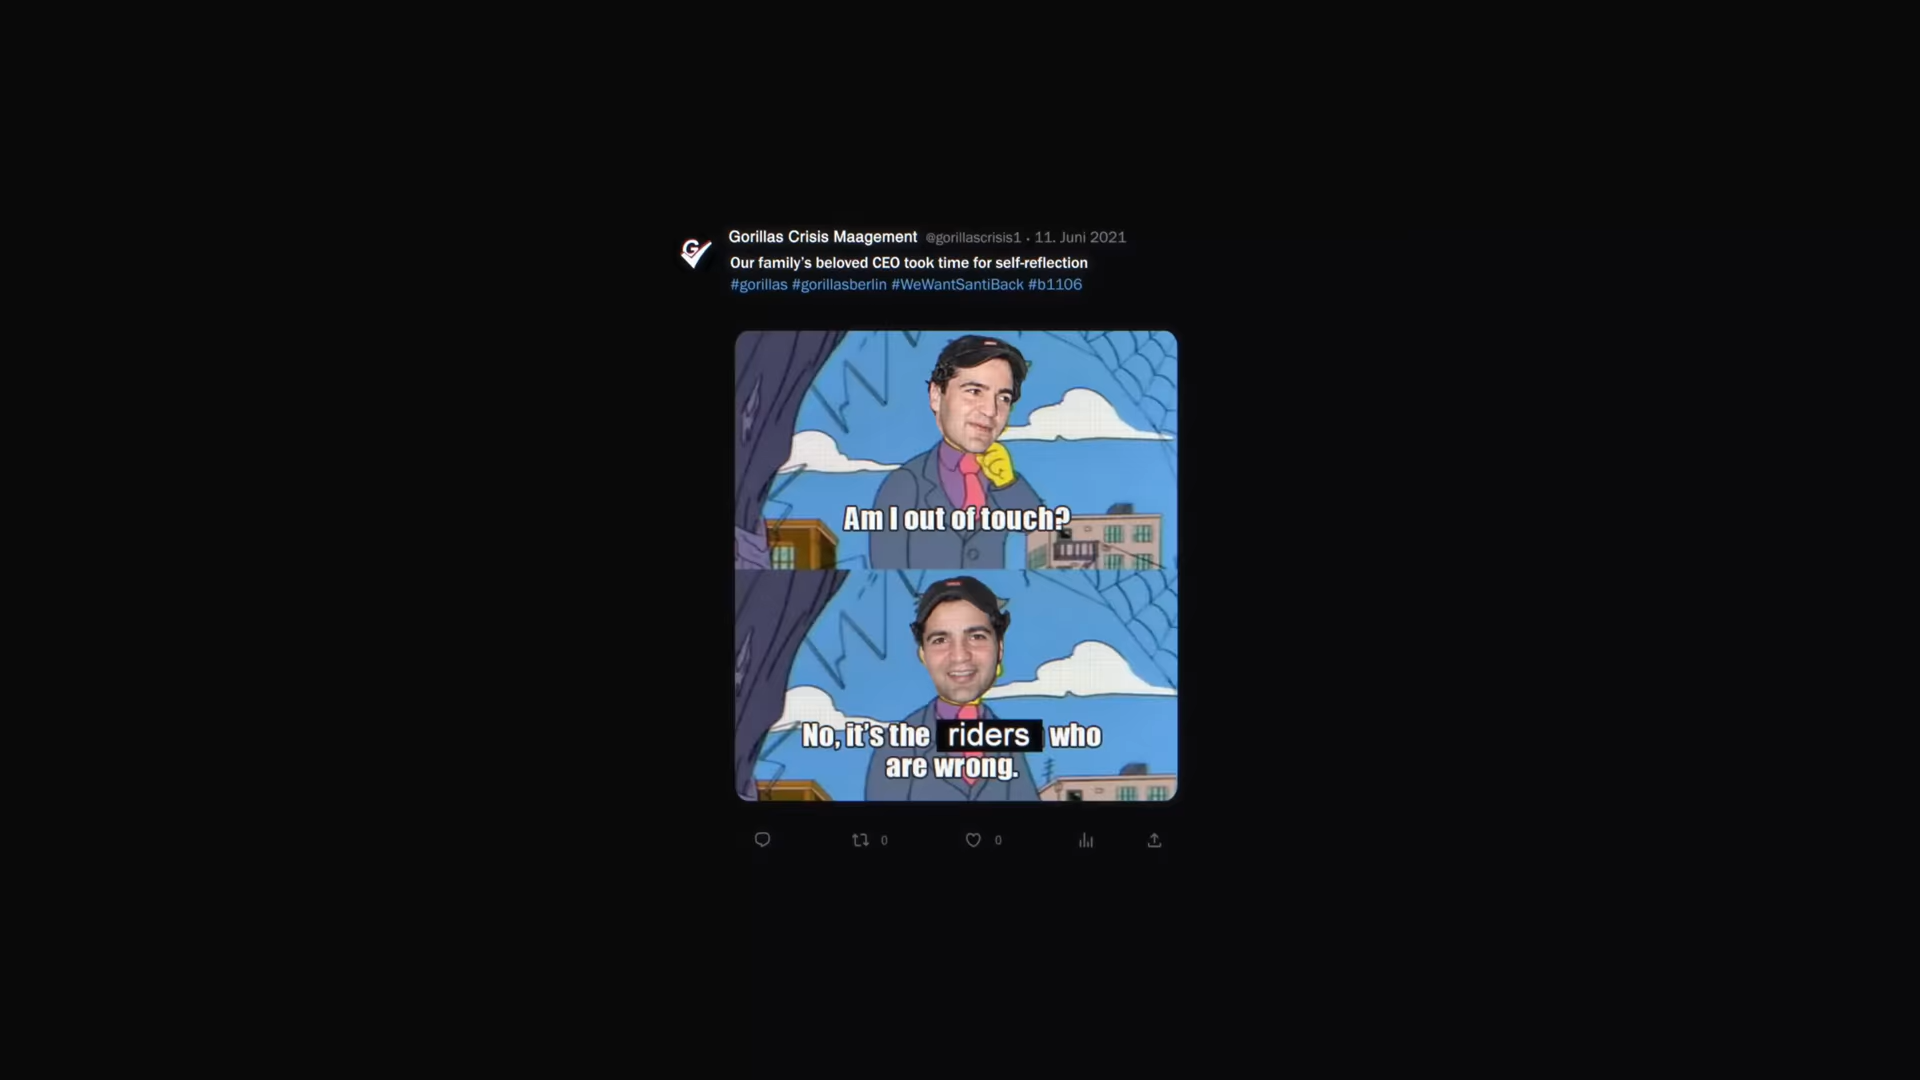 Gorillas Crisis Maagement @gorillascrisis1 · 11. Juni 2021
Our family's beloved CEO took time for self-reflection
#gorillas #gorillasberlin #WeWantSantiBack #b1106
Am I out of touch?
No, it's the riders who
are wrong.
0 0